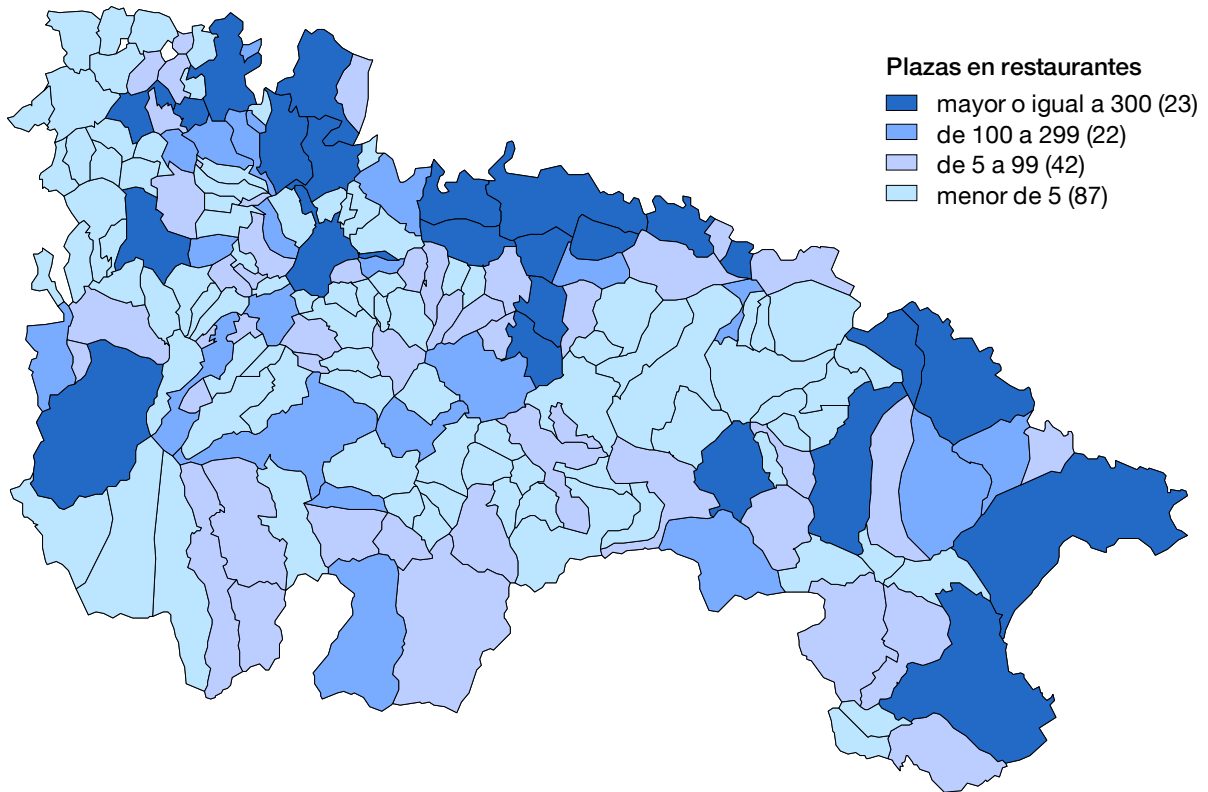 Plazas en restaurantes
mayor o igual a 300 (23)
de 100 a 299 (22)
de 5 a 99 (42)
menor de 5 (87)